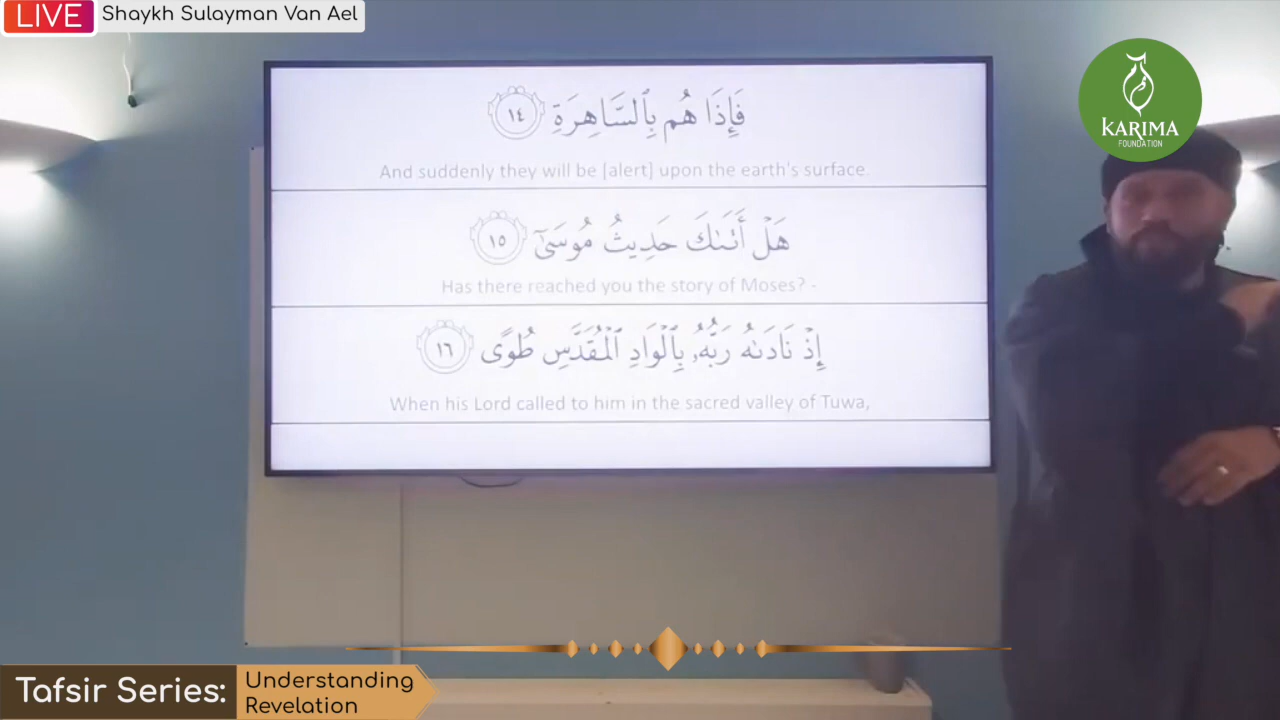 LIVE
Shaykh Sulayman Van Ael
KARIMA
FOUNDATION
فَإِذَا هُم بِٱلسَّاهِرَةِ ١٤
And suddenly they will be [alert] upon the earth's surface.
هَلْ أَتَىٰكَ حَدِيثُ مُوسَىٰٓ ١٥
Has there reached you the story of Moses? -
إِذْ نَادَىٰهُ رَبُّهُۥ بِٱلْوَادِ ٱلْمُقَدَّسِ طُوًى ١٦
When his Lord called to him in the sacred valley of Tuwa,
Tafsir Series:
Understanding
Revelation